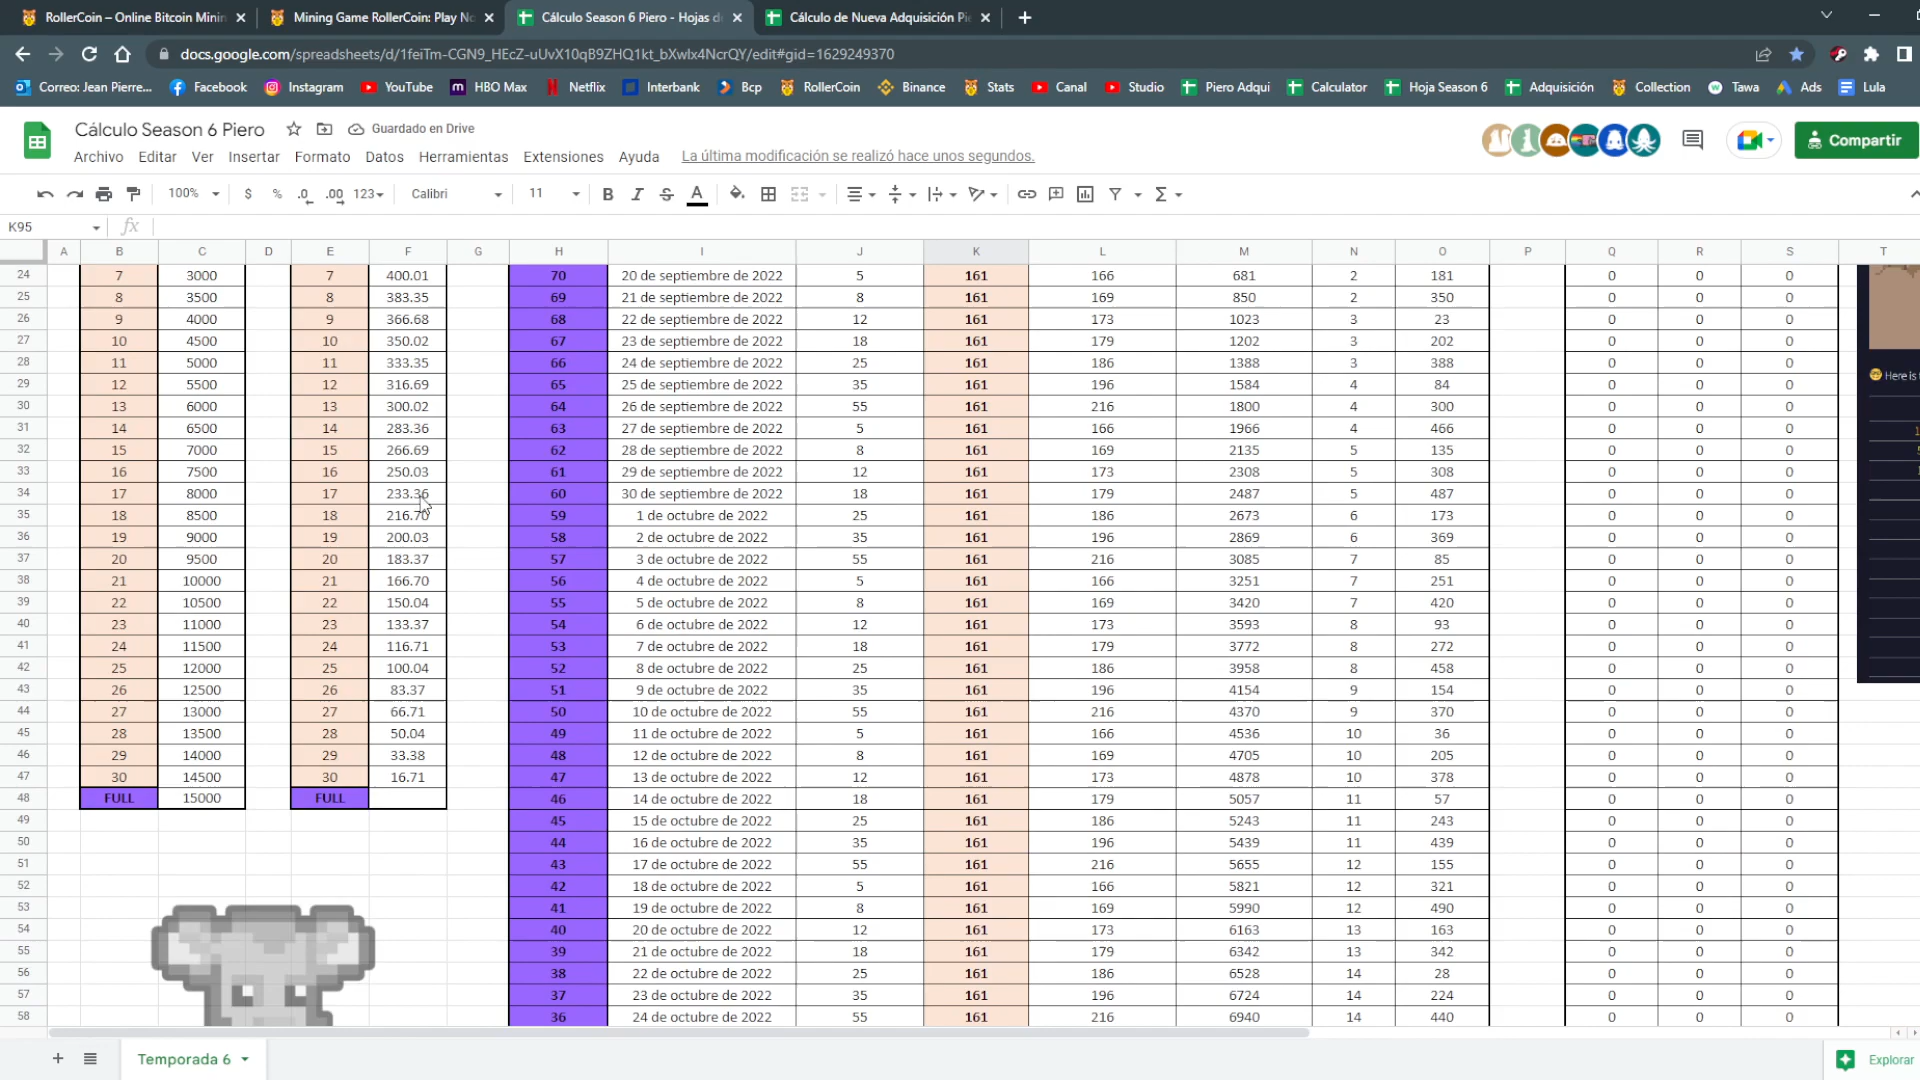 RollerCoin – Online Bitcoin Minin
Mining Game RollerCoin: Play No
Cálculo Season 6 Piero - Hojas d
Cálculo de Nueva Adquisición Pi
docs.google.com/spreadsheets/d/1feiTm-CGN9_HEcZ-uUvX10qB9ZHQ1kt_bXwlx4NcrQY/edit#gid=1629249370
Correo: Jean Pierre... Facebook Instagram YouTube HBO Max Netflix Interbank Bcp RollerCoin Binance Stats Canal Studio Piero Adqui Calculator Hoja Season 6 Adquisición Collection Tawa Ads Lula
Cálculo Season 6 Piero Guardado en Drive
Compartir
Archivo Editar Ver Insertar Formato Datos Herramientas Extensiones Ayuda La última modificación se realizó hace unos segundos.
100% $ % .0 .00 123 Calibri 11 B I S A
K95 fx
A B C D E F G H I J K L M N O P Q R S T
24 7 3000 7 400.01 70 20 de septiembre de 2022 5 161 166 681 2 181 0 0 0
25 8 3500 8 383.35 69 21 de septiembre de 2022 8 161 169 850 2 350 0 0 0
26 9 4000 9 366.68 68 22 de septiembre de 2022 12 161 173 1023 3 23 0 0 0
27 10 4500 10 350.02 67 23 de septiembre de 2022 18 161 179 1202 3 202 0 0 0
28 11 5000 11 333.35 66 24 de septiembre de 2022 25 161 186 1388 3 388 0 0 0
29 12 5500 12 316.69 65 25 de septiembre de 2022 35 161 196 1584 4 84 0 0 0 Here is
30 13 6000 13 300.02 64 26 de septiembre de 2022 55 161 216 1800 4 300 0 0 0
31 14 6500 14 283.36 63 27 de septiembre de 2022 5 161 166 1966 4 466 0 0 0
32 15 7000 15 266.69 62 28 de septiembre de 2022 8 161 169 2135 5 135 0 0 0
33 16 7500 16 250.03 61 29 de septiembre de 2022 12 161 173 2308 5 308 0 0 0
34 17 8000 17 233.36 60 30 de septiembre de 2022 18 161 179 2487 5 487 0 0 0
35 18 8500 18 216.70 59 1 de octubre de 2022 25 161 186 2673 6 173 0 0 0
36 19 9000 19 200.03 58 2 de octubre de 2022 35 161 196 2869 6 369 0 0 0
37 20 9500 20 183.37 57 3 de octubre de 2022 55 161 216 3085 7 85 0 0 0
38 21 10000 21 166.70 56 4 de octubre de 2022 5 161 166 3251 7 251 0 0 0
39 22 10500 22 150.04 55 5 de octubre de 2022 8 161 169 3420 7 420 0 0 0
40 23 11000 23 133.37 54 6 de octubre de 2022 12 161 173 3593 8 93 0 0 0
41 24 11500 24 116.71 53 7 de octubre de 2022 18 161 179 3772 8 272 0 0 0
42 25 12000 25 100.04 52 8 de octubre de 2022 25 161 186 3958 8 458 0 0 0
43 26 12500 26 83.37 51 9 de octubre de 2022 35 161 196 4154 9 154 0 0 0
44 27 13000 27 66.71 50 10 de octubre de 2022 55 161 216 4370 9 370 0 0 0
45 28 13500 28 50.04 49 11 de octubre de 2022 5 161 166 4536 10 36 0 0 0
46 29 14000 29 33.38 48 12 de octubre de 2022 8 161 169 4705 10 205 0 0 0
47 30 14500 30 16.71 47 13 de octubre de 2022 12 161 173 4878 10 378 0 0 0
48 FULL 15000 FULL 46 14 de octubre de 2022 18 161 179 5057 11 57 0 0 0
49 45 15 de octubre de 2022 25 161 186 5243 11 243 0 0 0
50 44 16 de octubre de 2022 35 161 196 5439 11 439 0 0 0
51 43 17 de octubre de 2022 55 161 216 5655 12 155 0 0 0
52 42 18 de octubre de 2022 5 161 166 5821 12 321 0 0 0
53 41 19 de octubre de 2022 8 161 169 5990 12 490 0 0 0
54 40 20 de octubre de 2022 12 161 173 6163 13 163 0 0 0
55 39 21 de octubre de 2022 18 161 179 6342 13 342 0 0 0
56 38 22 de octubre de 2022 25 161 186 6528 14 28 0 0 0
57 37 23 de octubre de 2022 35 161 196 6724 14 224 0 0 0
58 36 24 de octubre de 2022 55 161 216 6940 14 440 0 0 0
Temporada 6
Explorar